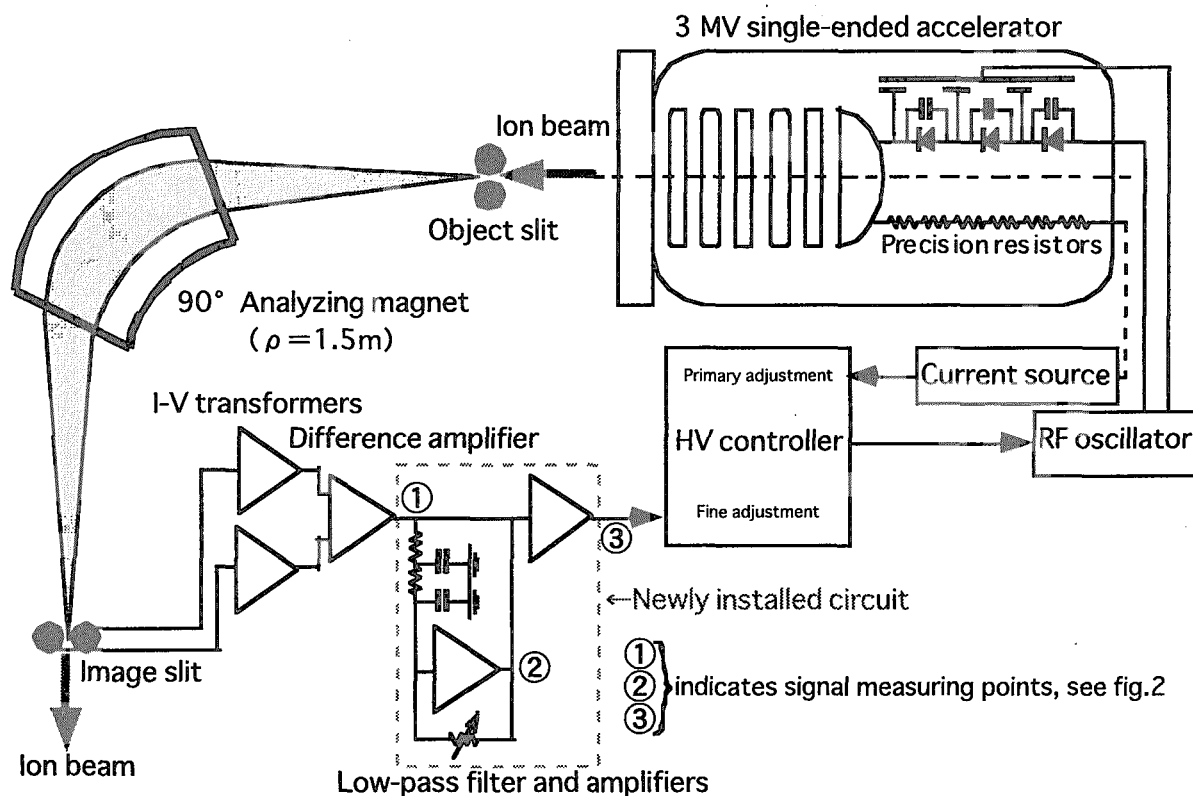 3 MV single-ended accelerator
Ion beam
Object slit
Precision resistors
90° Analyzing magnet
(ρ=1.5m)
Primary adjustment
Current source
I-V transformers
Difference amplifier
HV controller
RF oscillator
①
Fine adjustment
③
←Newly installed circuit
Image slit
②
①
②
③
indicates signal measuring points, see fig.2
Ion beam
Low-pass filter and amplifiers